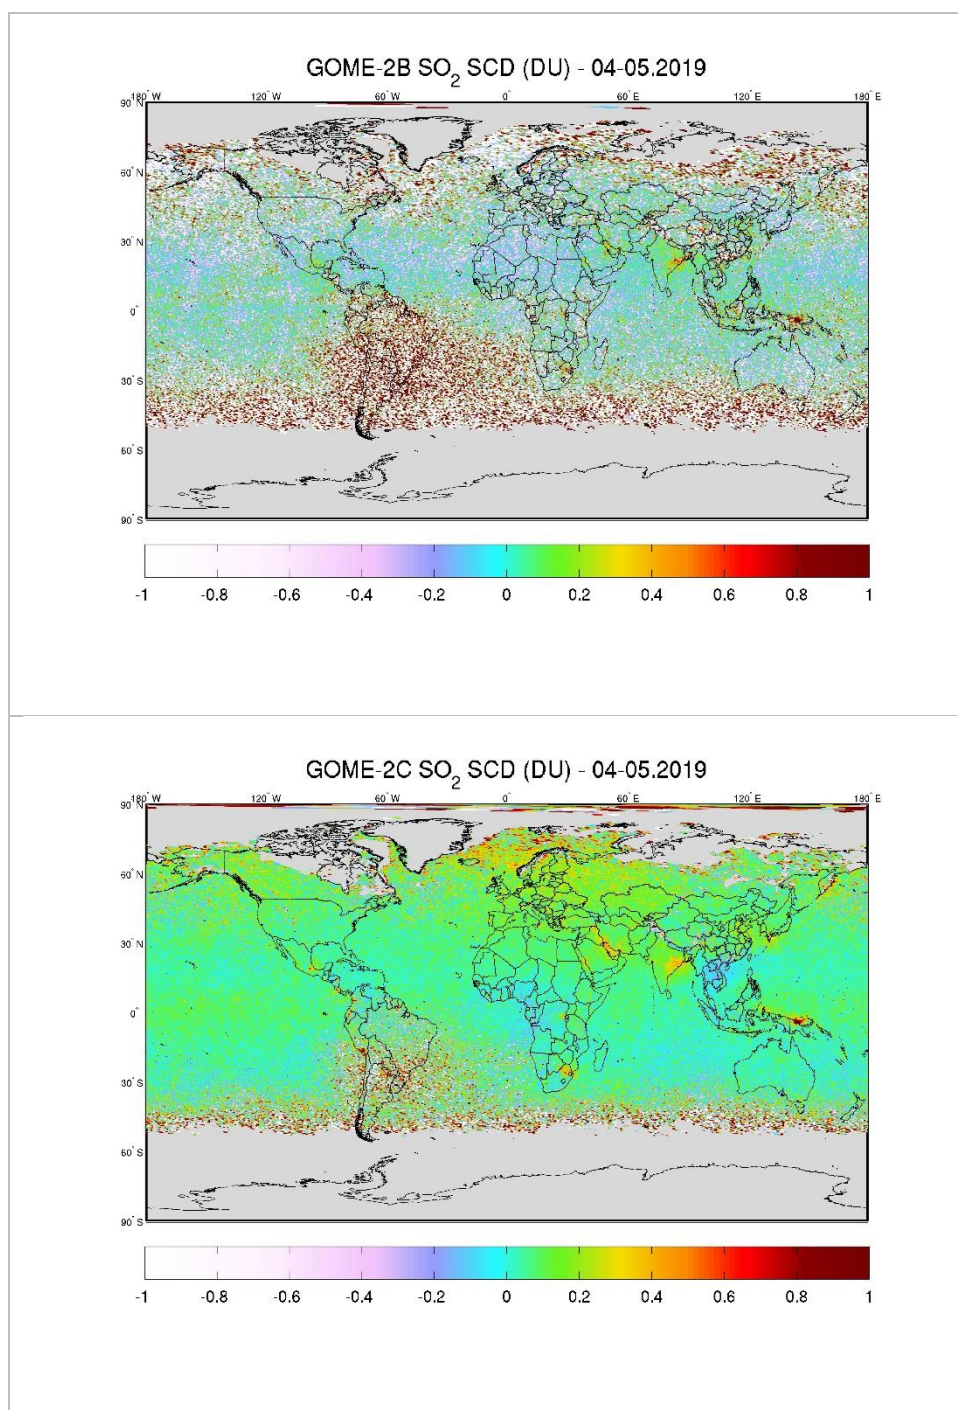 GOME-2B SO2 SCD (DU) - 04-05.2019
180° W 120° W 60° W 0° 60° E 120° E 180° E
90° N
60° N
30° N
0°
30° S
60° S
90° S
-1 -0.8 -0.6 -0.4 -0.2 0 0.2 0.4 0.6 0.8 1
GOME-2C SO2 SCD (DU) - 04-05.2019
180° W 120° W 60° W 0° 60° E 120° E 180° E
90° N
60° N
30° N
0°
30° S
60° S
90° S
-1 -0.8 -0.6 -0.4 -0.2 0 0.2 0.4 0.6 0.8 1